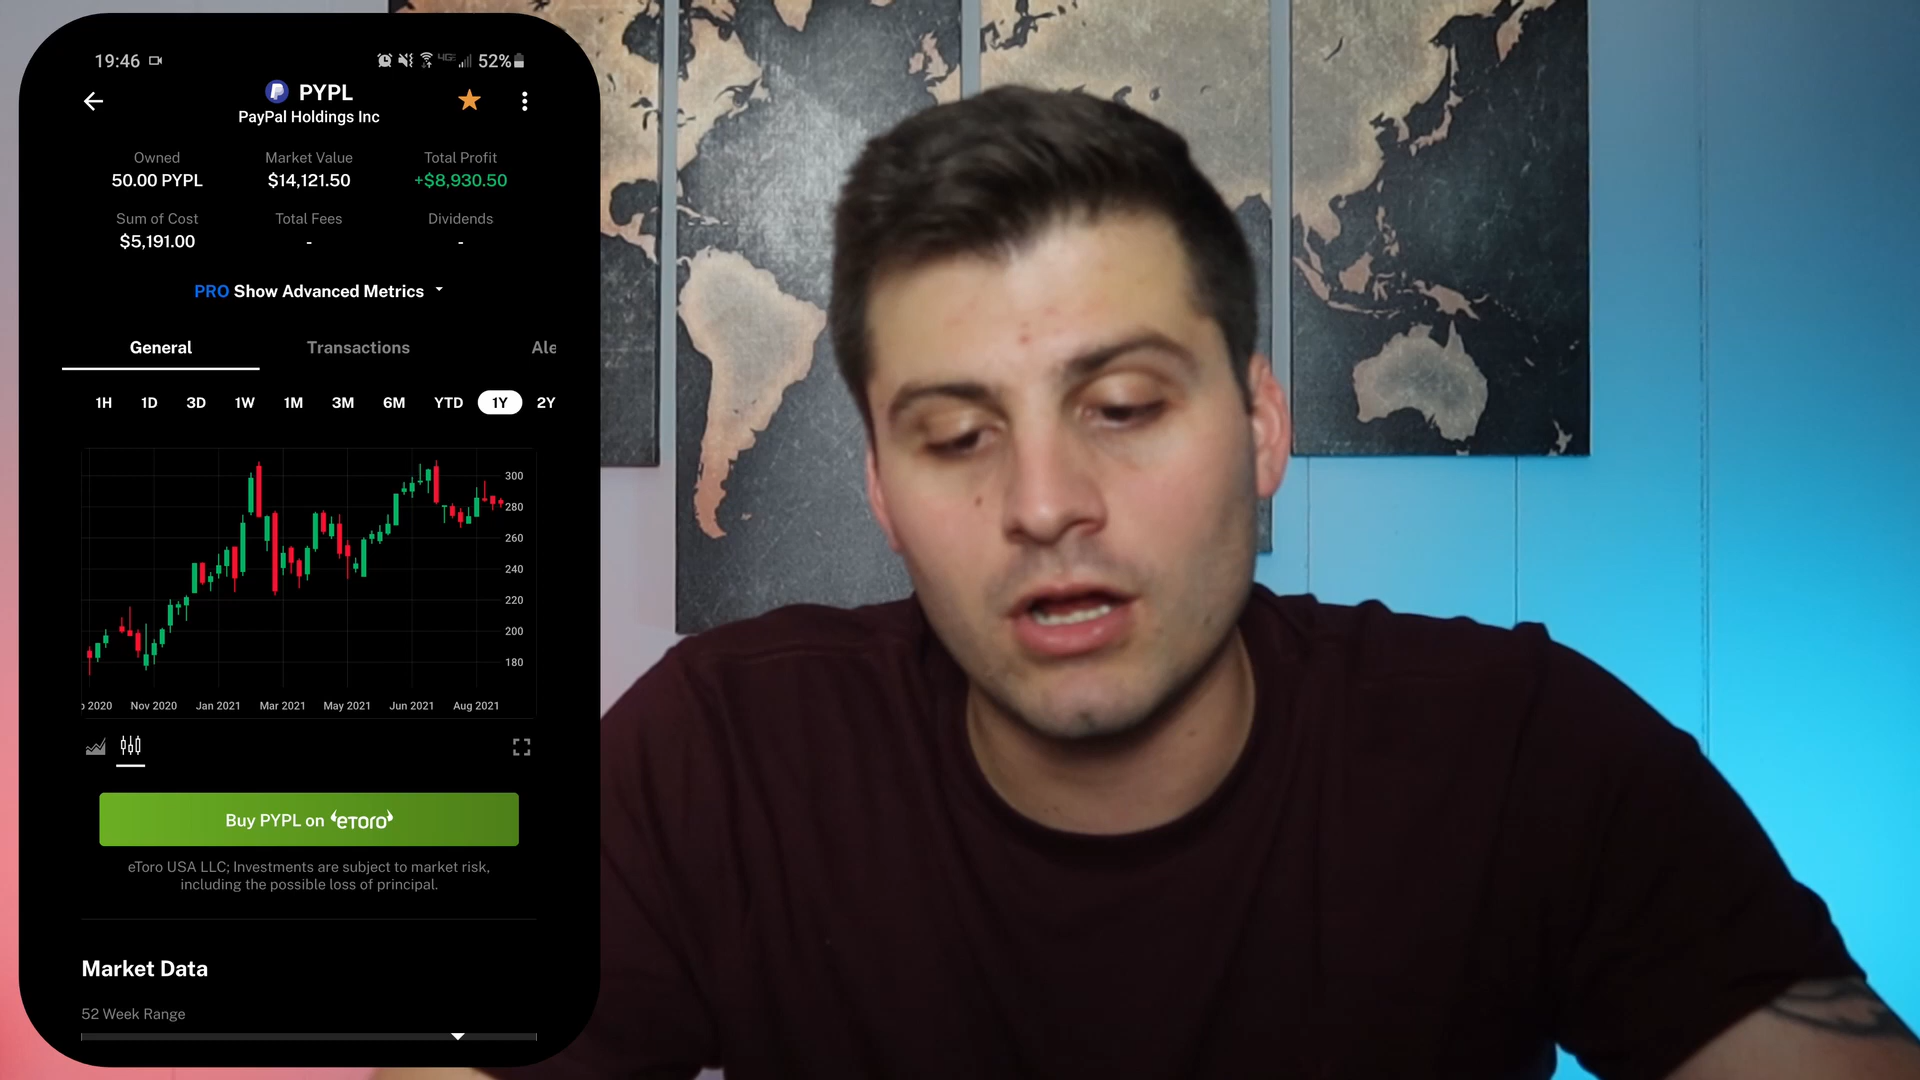 19:46 52%
PYPL
PayPal Holdings Inc
Owned Market Value Total Profit
50.00 PYPL $14,121.50 +$8,930.50
Sum of Cost Total Fees Dividends
$5,191.00 - -
PRO Show Advanced Metrics
General Transactions Ale
1H 1D 3D 1W 1M 3M 6M YTD 1Y 2Y
300
280
260
240
220
200
180
2020 Nov 2020 Jan 2021 Mar 2021 May 2021 Jun 2021 Aug 2021
Buy PYPL on eToro
eToro USA LLC; Investments are subject to market risk,
including the possible loss of principal.
Market Data
52 Week Range